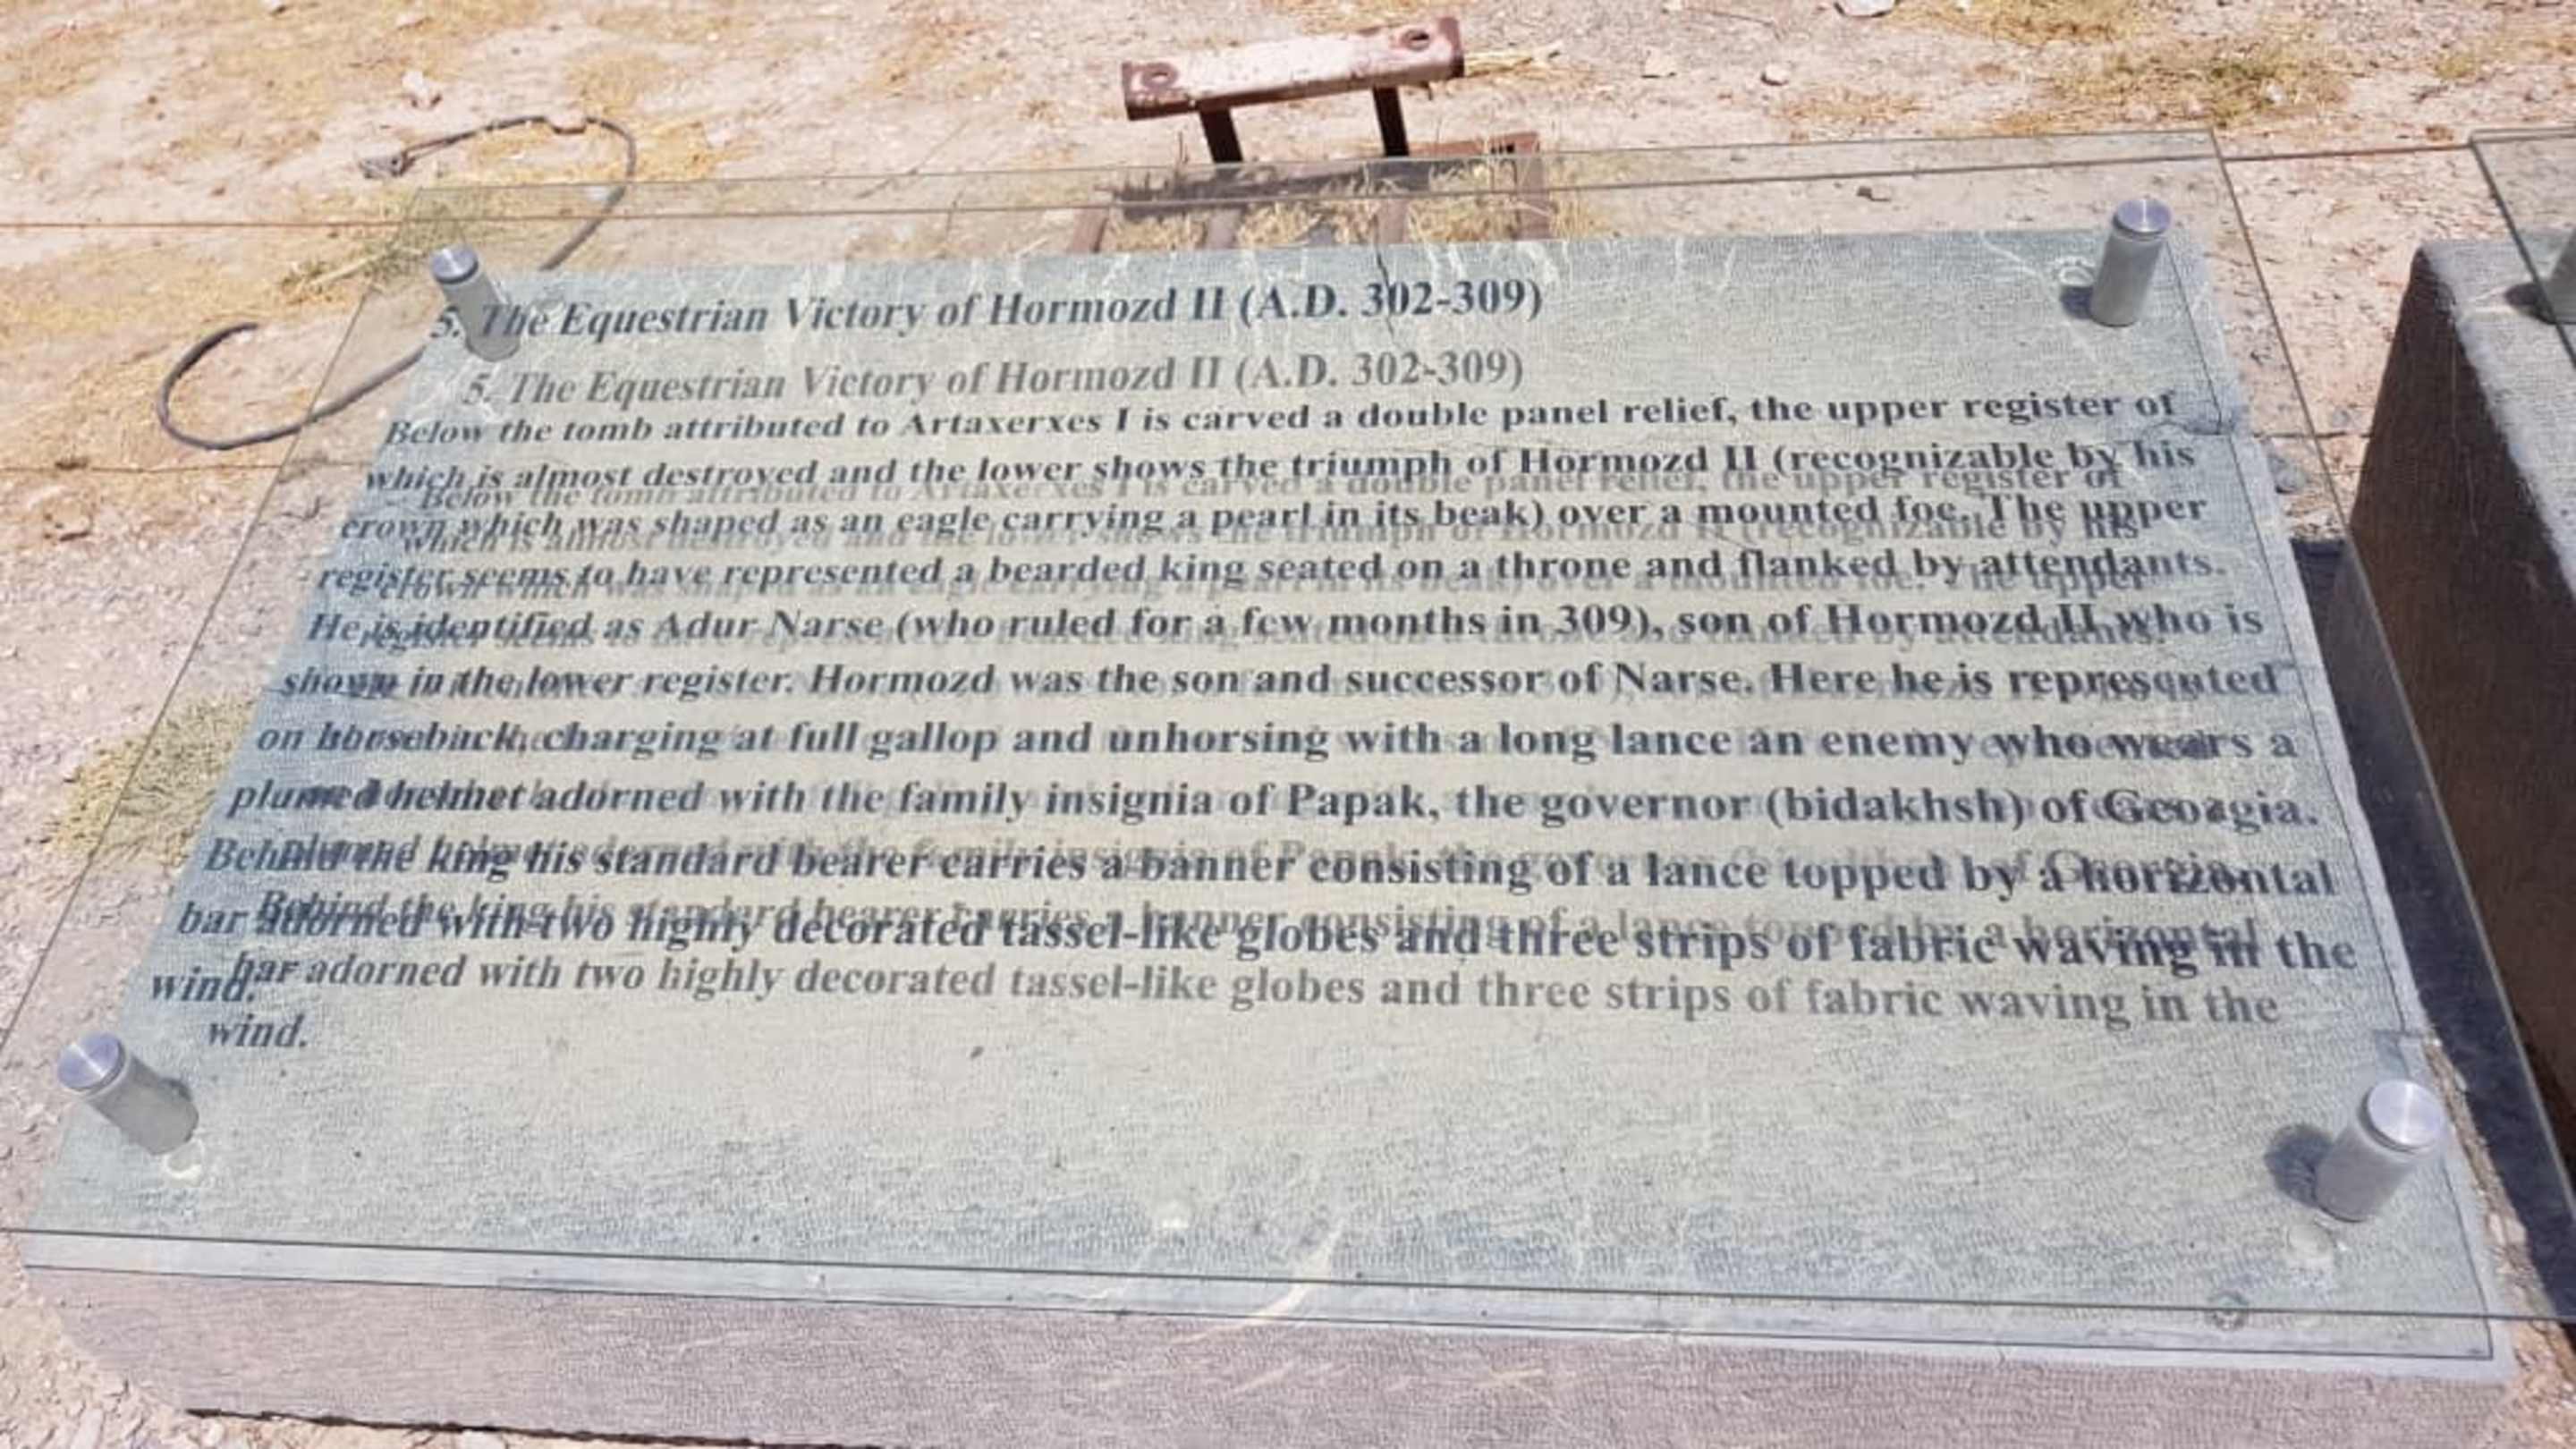 5. The Equestrian Victory of Hormozd II (A.D. 302-309)
Below the tomb attributed to Artaxerxes I is carved a double panel relief, the upper register of
which is almost destroyed and the lower shows the triumph of Hormozd II (recognizable by his
crown which was shaped as an eagle carrying a pearl in its beak) over a mounted foe. The upper
register seems to have represented a bearded king seated on a throne and flanked by attendants.
He is identified as Adur Narse (who ruled for a few months in 309), son of Hormozd II who is
shown in the lower register. Hormozd was the son and successor of Narse. Here he is represented
on horseback, charging at full gallop and unhorsing with a long lance an enemy who wears a
plumed helmet adorned with the family insignia of Papak, the governor (bidakhsh) of Georgia.
Behind the king his standard bearer carries a banner consisting of a lance topped by a horizontal
bar adorned with two highly decorated tassel-like globes and three strips of fabric waving in the
wind.